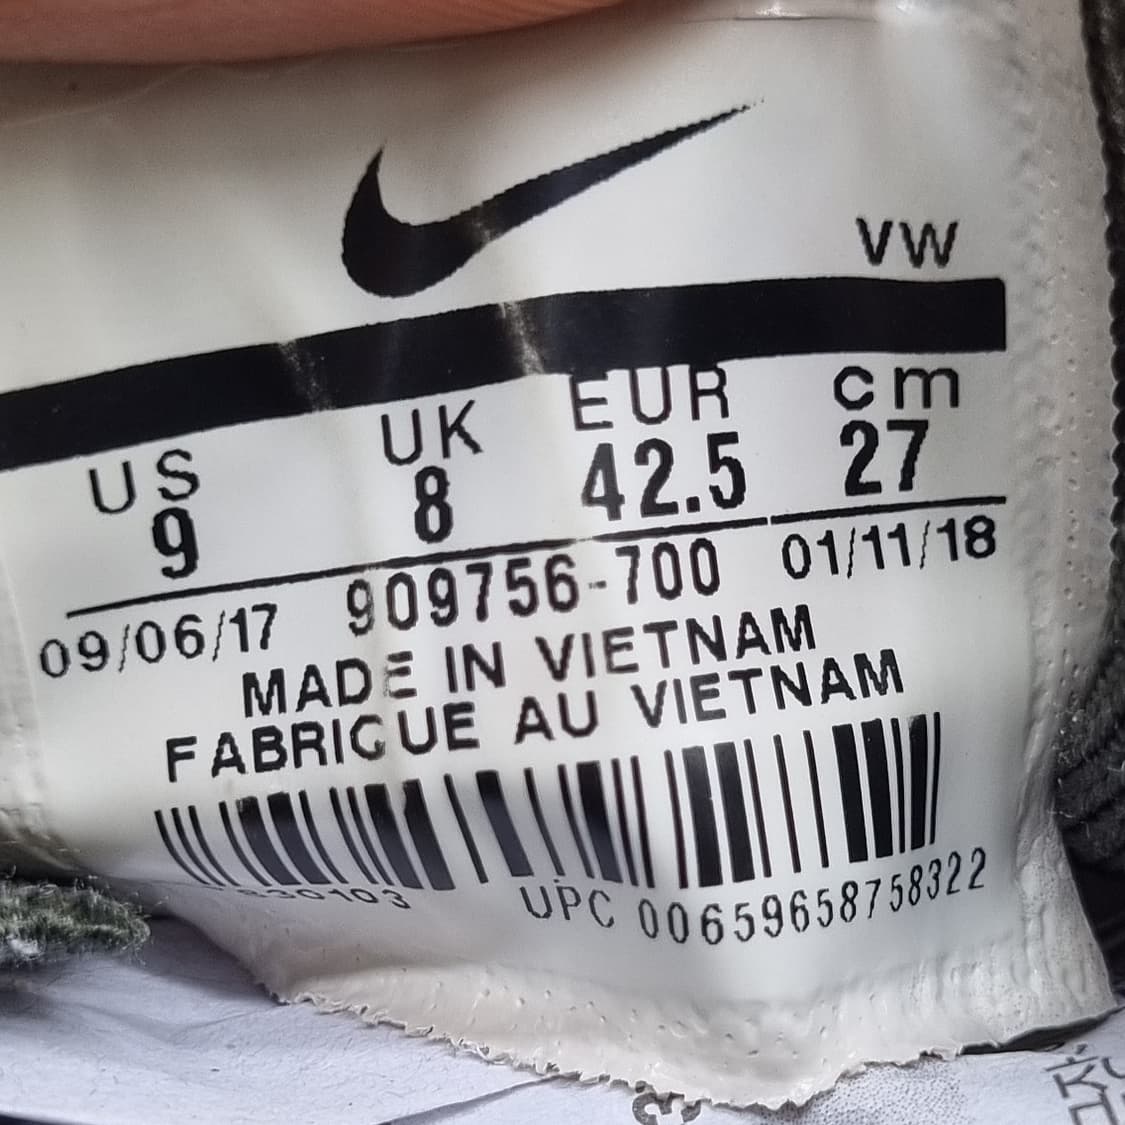 VW
US UK EUR cm
9 8 42.5 27
09/06/17 909756-700 01/11/18
MADE IN VIETNAM
FABRIGUE AU VIETNAM
UPC 00659658758322